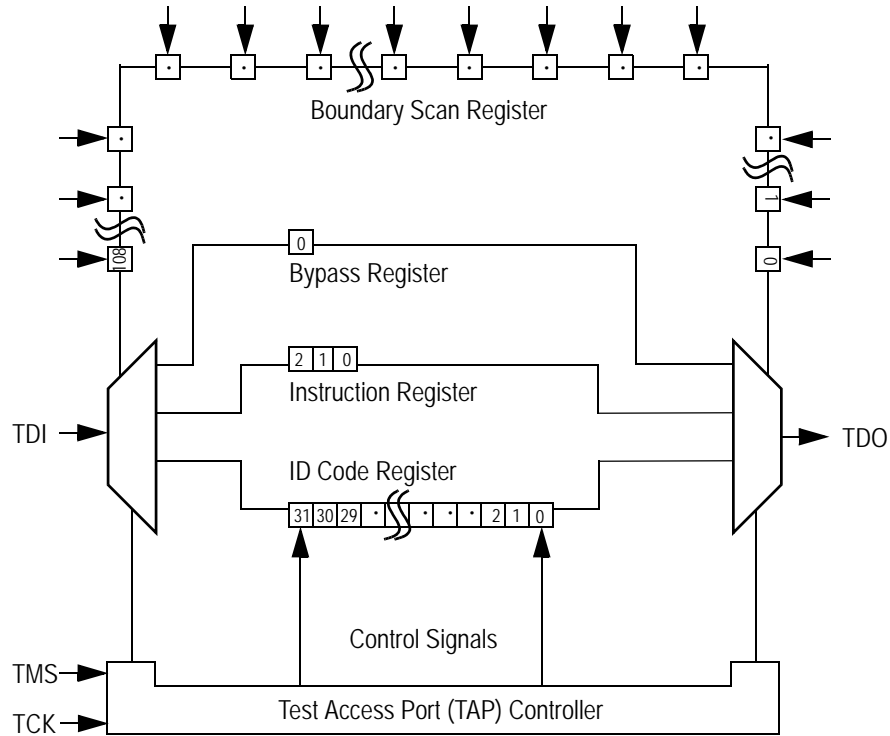 Boundary Scan Register
1
108
0
0
Bypass Register
2 1 0
Instruction Register
TDI
TDO
ID Code Register
31 30 29 · · · · 2 1 0
Control Signals
TMS
Test Access Port (TAP) Controller
TCK